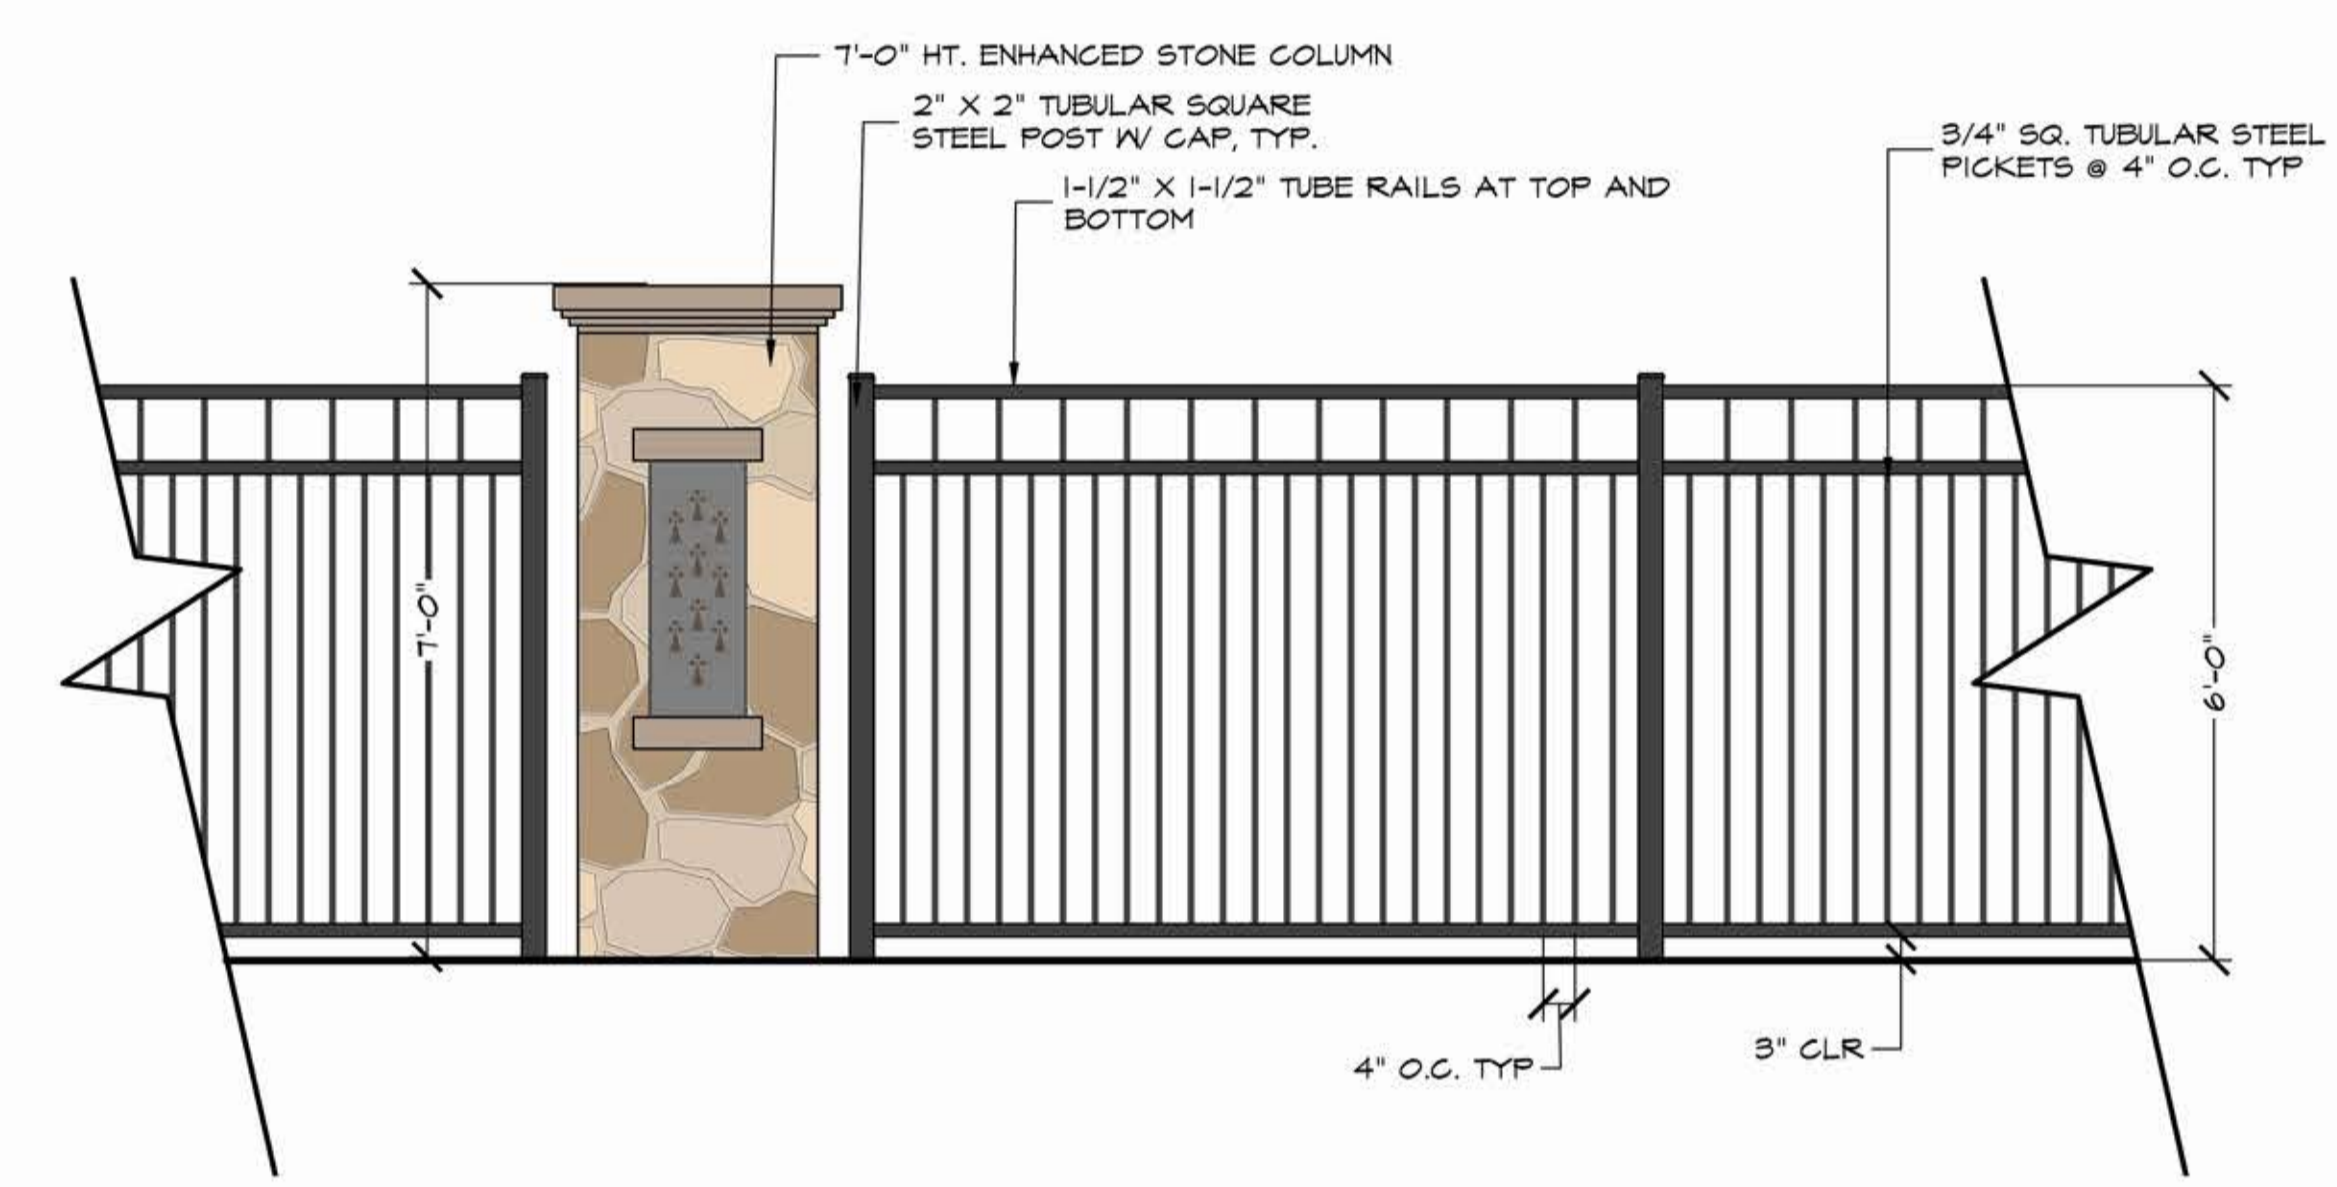 7'-0" HT. ENHANCED STONE COLUMN
2" X 2" TUBULAR SQUARE
STEEL POST W/ CAP, TYP.
1-1/2" X 1-1/2" TUBE RAILS AT TOP AND
BOTTOM
3/4" SQ. TUBULAR STEEL
PICKETS @ 4" O.C. TYP
7'-0"
6'-0"
4" O.C. TYP
3" CLR